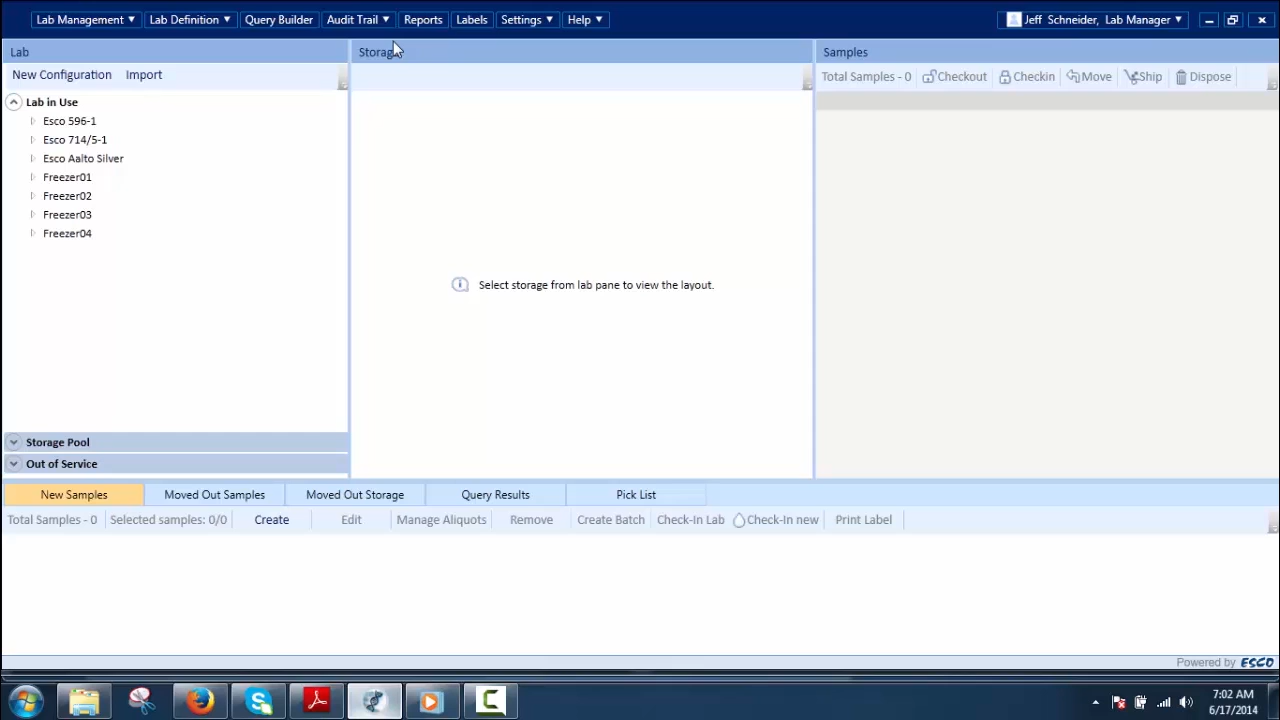 Lab Management ▾ Lab Definition ▾ Query Builder Audit Trail ▾ Reports Labels Settings ▾ Help ▾ Jeff Schneider, Lab Manager ▾
Lab Storage Samples
New Configuration Import
Total Samples - 0 Checkout Checkin Move Ship Dispose
Lab in Use
Esco 596-1
Esco 714/5-1
Esco Aalto Silver
Freezer01
Freezer02
Freezer03
Freezer04
Select storage from lab pane to view the layout.
Storage Pool
Out of Service
New Samples Moved Out Samples Moved Out Storage Query Results Pick List
Total Samples - 0 Selected samples: 0/0 Create Edit Manage Aliquots Remove Create Batch Check-In Lab Check-In new Print Label
Powered by ESCO
7:02 AM
6/17/2014